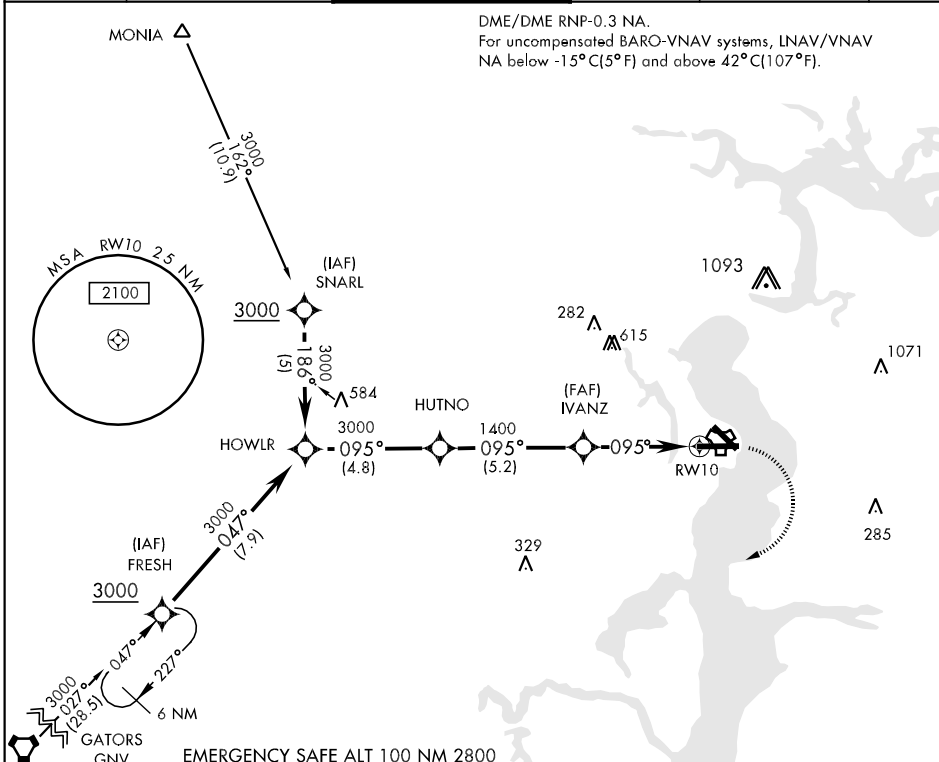 DME/DME RNP-0.3 NA.
For uncompensated BARO-VNAV systems, LNAV/VNAV
NA below -15°C(5°F) and above 42°C(107°F).
MONIA
3000
162°
(10.9)
MSA RW10 25 NM
2100
(IAF)
SNARL
3000
3000
186°
(5)
584
1093
282
615
1071
HUTNO
(FAF)
IVANZ
HOWLR
3000
095°
(4.8)
1400
095°
(5.2)
095°
RW10
3000
047°
(7.9)
(IAF)
FRESH
3000
329
285
047°
227°
6 NM
3000
027°
(28.5)
GATORS
GNV
EMERGENCY SAFE ALT 100 NM 2800